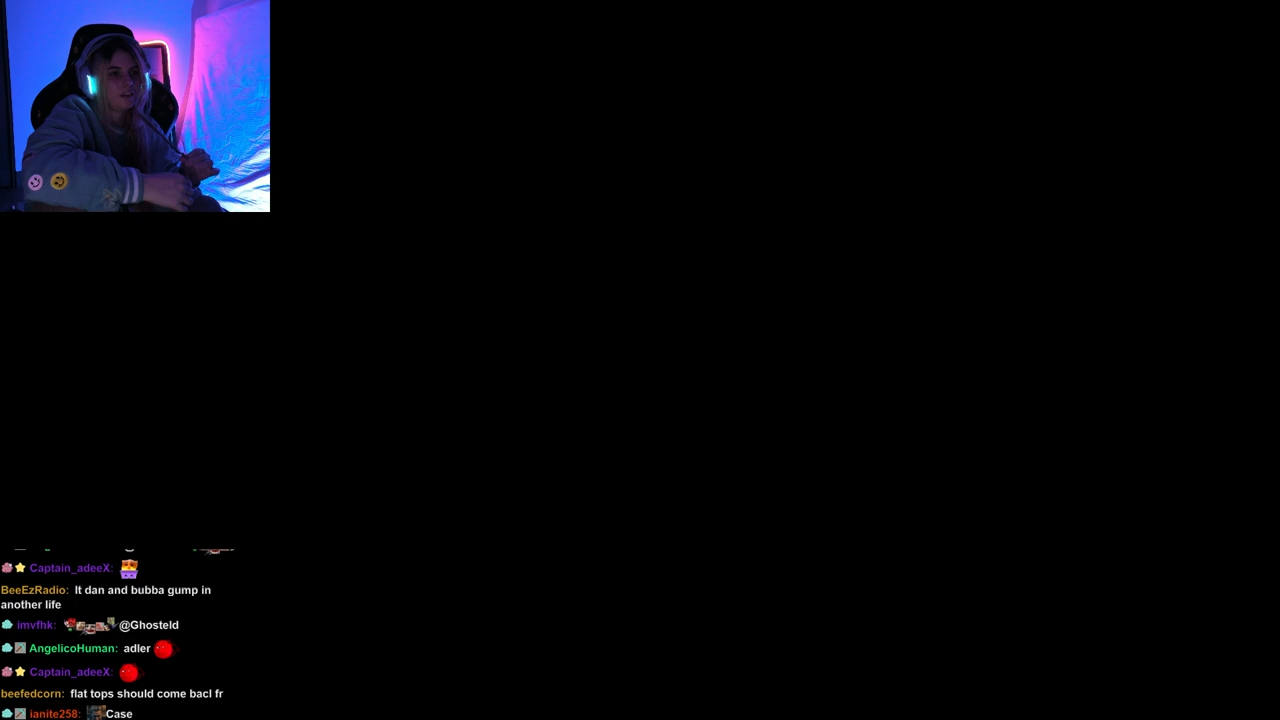 Captain_adeeX:
BeeEzRadio: lt dan and bubba gump in
another life
imvfhk: @Ghosteld
AngelicoHuman: adler
Captain_adeeX:
beefedcorn: flat tops should come bacl fr
ianite258: Case